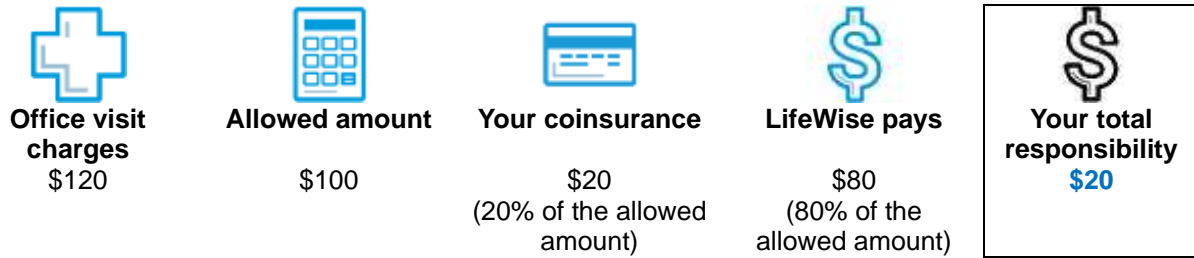 Office visit
charges
$120
Allowed amount
$100
Your coinsurance
$20
(20% of the allowed
amount)
LifeWise pays
$80
(80% of the
allowed amount)
Your total
responsibility
$20